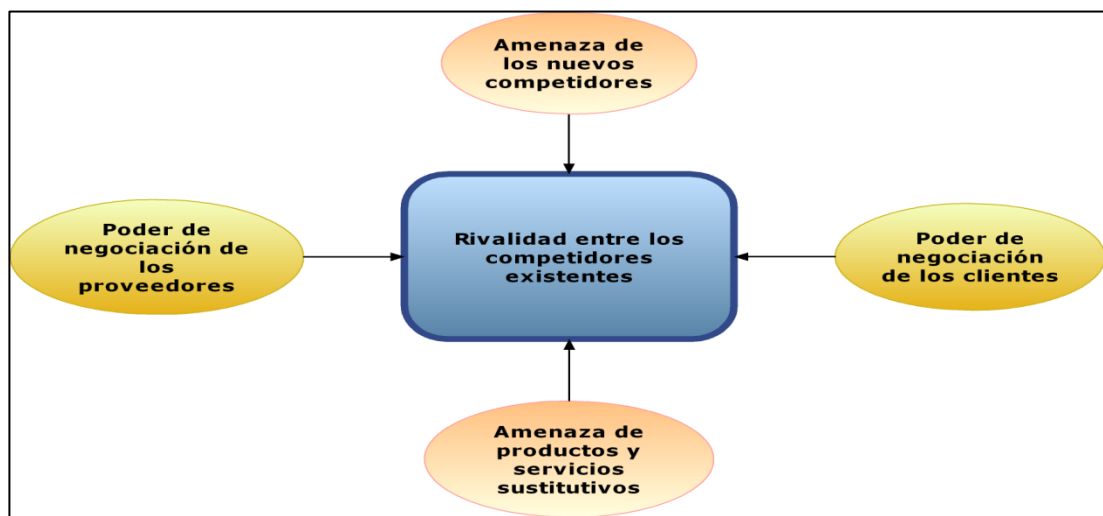 Amenaza de
los nuevos
competidores
Poder de
negociación de
los
proveedores
Rivalidad entre los
competidores
existentes
Poder de
negociación
de los clientes
Amenaza de
productos y
servicios
sustitutivos